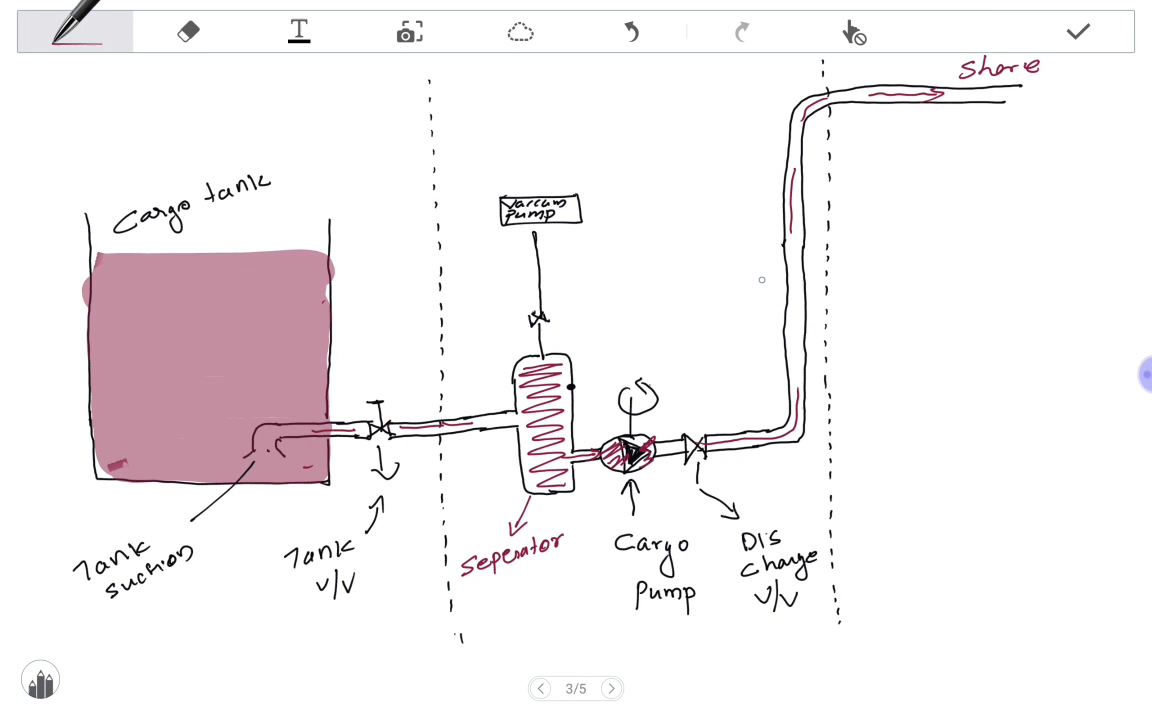 T
Shore
Cargo tank
Vaccum
Pump
Tank
suction
Tank
V/V
Seperator
Cargo
Pump
DIS
Charge
V/V
3/5